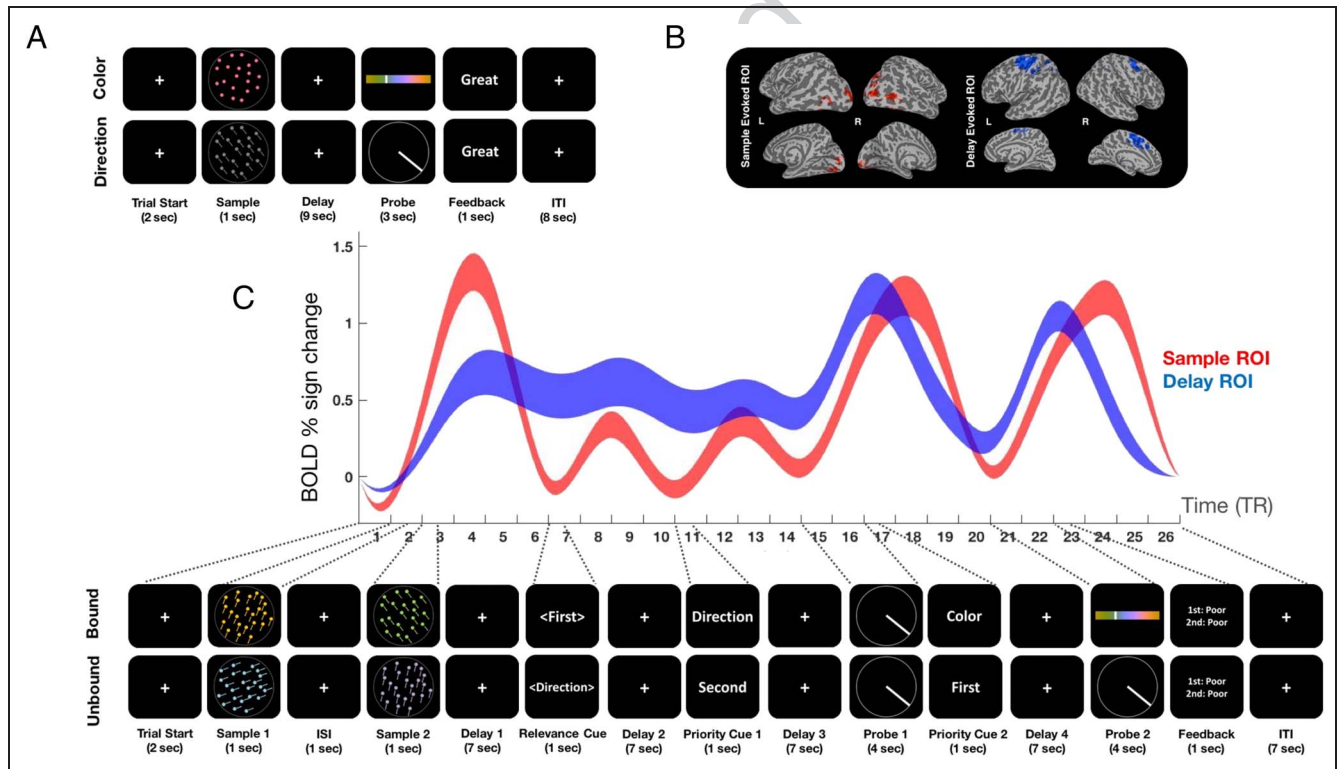 A
Color
Direction
Great
Great
Trial Start
(2 sec)
Sample
(1 sec)
Delay
(9 sec)
Probe
(3 sec)
Feedback
(1 sec)
ITI
(8 sec)
B
Sample Evoked ROI
L
R
Delay Evoked ROI
L
R
C
BOLD % sign change
1.5
1
0.5
0
Sample ROI
Delay ROI
Time (TR)
1 2 3 4 5 6 7 8 9 10 11 12 13 14 15 16 17 18 19 20 21 22 23 24 25 26
Bound
<First>
Direction
Color
1st: Poor
2nd: Poor
Unbound
<Direction>
Second
First
1st: Poor
2nd: Poor
Trial Start
(2 sec)
Sample 1
(1 sec)
ISI
(1 sec)
Sample 2
(1 sec)
Delay 1
(7 sec)
Relevance Cue
(1 sec)
Delay 2
(7 sec)
Priority Cue 1
(1 sec)
Delay 3
(7 sec)
Probe 1
(4 sec)
Priority Cue 2
(1 sec)
Delay 4
(7 sec)
Probe 2
(4 sec)
Feedback
(1 sec)
ITI
(7 sec)